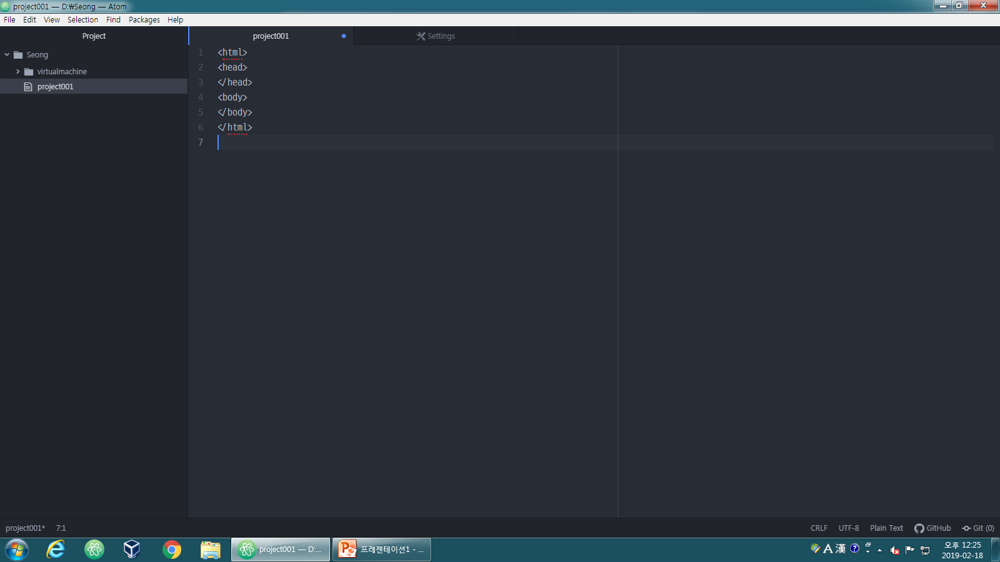 project001 — D:₩Seong — Atom
File Edit View Selection Find Packages Help
Project
project001
Settings
Seong
virtualmachine
project001
1 <html>
2 <head>
3 </head>
4 <body>
5 </body>
6 </html>
7
project001* 7:1
CRLF UTF-8 Plain Text GitHub Git (0)
project001 — D:...
프레젠테이션1 - ...
A 漢
오후 12:25
2019-02-18